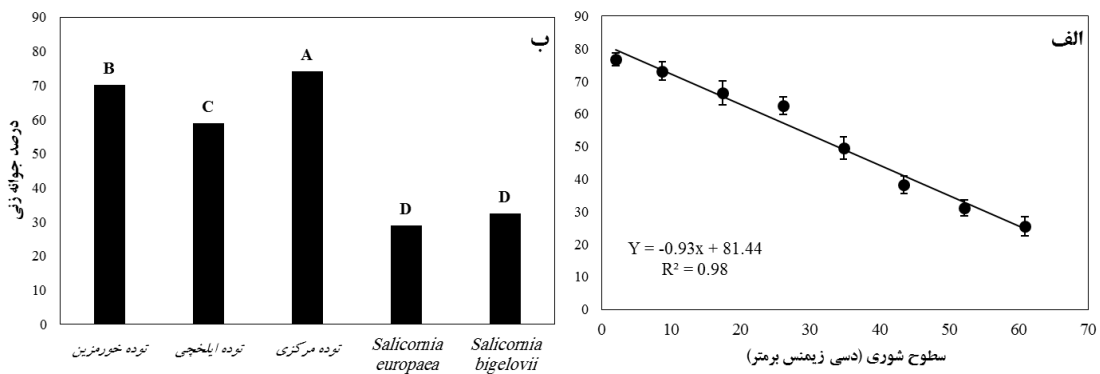 الف
90
80
70
60
50
40
30
20
10
0
Y = -0.93x + 81.44
R² = 0.98
0 10 20 30 40 50 60 70
سطوح شوری (دسی زیمنس برمتر)
ب
درصد جوانه زنی
90
80
70
60
50
40
30
20
10
0
B C A D D
توده خورمزین
توده ایلخچی
توده مرکزی
Salicornia
europaea
Salicornia
bigelovii